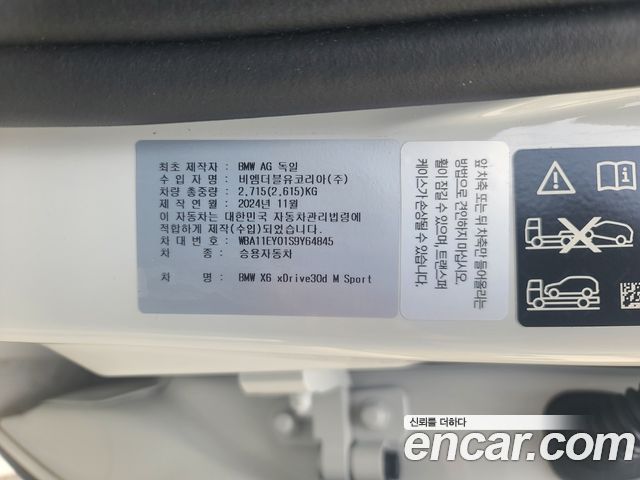 최초 제작자 : BMW AG 독일
수 입 자 명 : 비엠더블유코리아(주)
차량 총중량 : 2,715(2,615)KG
제 작 연 월 : 2024년 11월
이 자동차는 대한민국 자동차관리법령에
적합하게 제작(수입)되었습니다.
차 대 번 호 : WBA11EY01S9Y64845
차 종 : 승용자동차
차 명 : BMW X6 xDrive30d M Sport
앞 차축 또는 뒤 차축만 들어올리는
방법으로 견인하지 마십시오.
휠이 잠길 수 있으며, 트랜스퍼
케이스가 손상될 수 있습니다.
신뢰를 더하다
encar.com